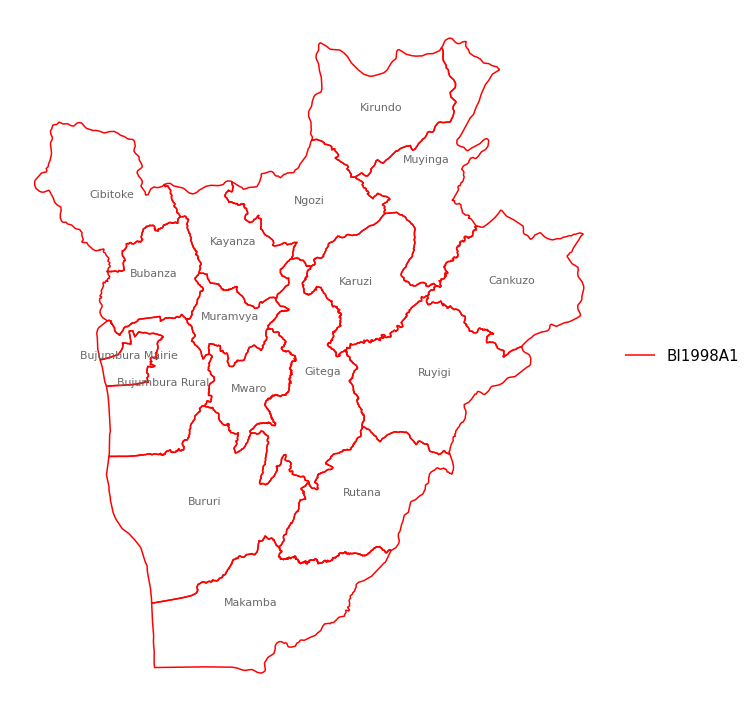 Kirundo
Muyinga
Cibitoke
Ngozi
Kayanza
Bubanza
Karuzi
Cankuzo
Muramvya
Bujumbura Mairie
BI1998A1
Gitega
Ruyigi
Bujumbura Rural
Mwaro
Rutana
Bururi
Makamba